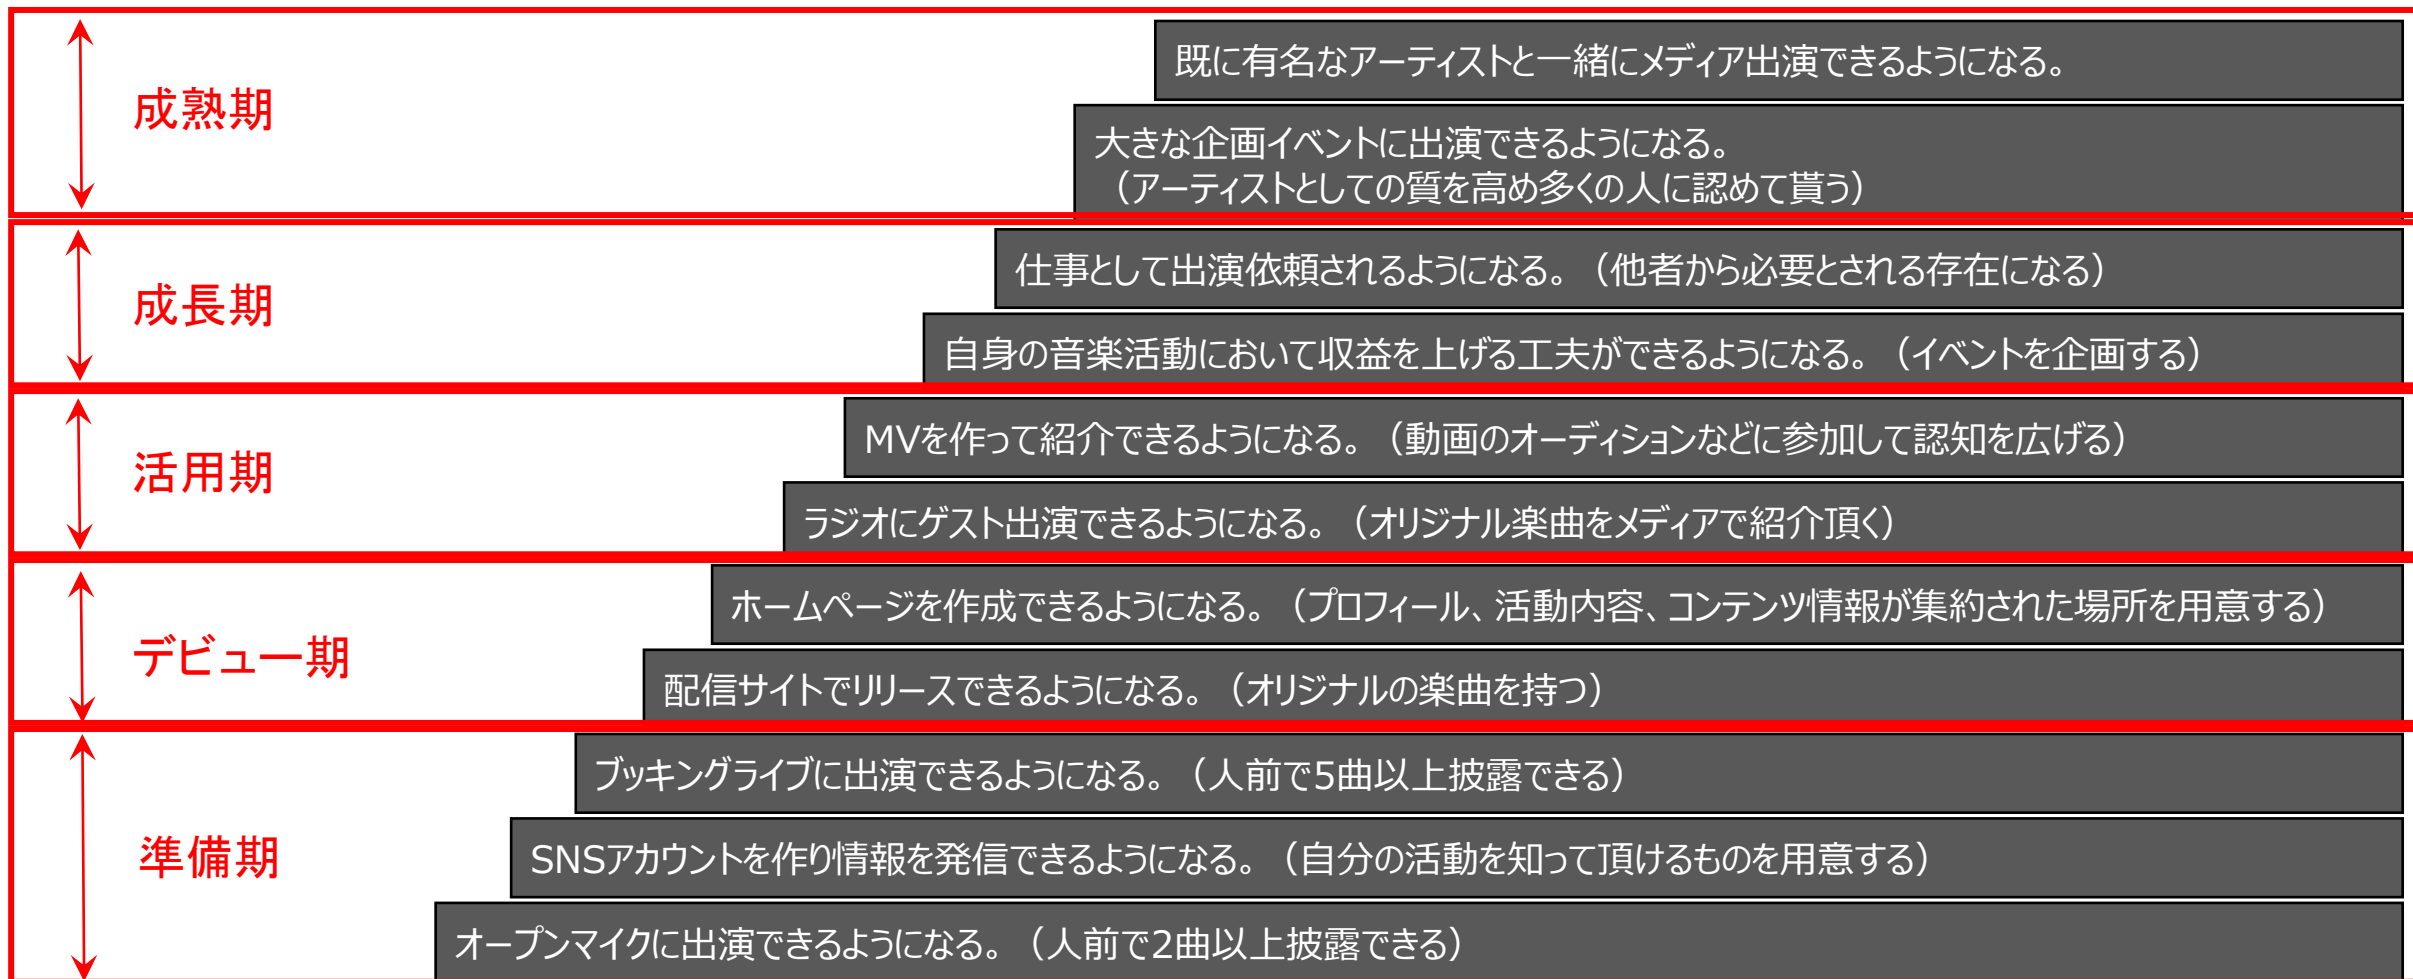 成熟期
既に有名なアーティストと一緒にメディア出演できるようになる。
大きな企画イベントに出演できるようになる。
（アーティストとしての質を高め多くの人に認めて貰う）
成長期
仕事として出演依頼されるようになる。（他者から必要とされる存在になる）
自身の音楽活動において収益を上げる工夫ができるようになる。（イベントを企画する）
活用期
MVを作って紹介できるようになる。（動画のオーディションなどに参加して認知を広げる）
ラジオにゲスト出演できるようになる。（オリジナル楽曲をメディアで紹介頂く）
デビュー期
ホームページを作成できるようになる。（プロフィール、活動内容、コンテンツ情報が集約された場所を用意する）
配信サイトでリリースできるようになる。（オリジナルの楽曲を持つ）
準備期
ブッキングライブに出演できるようになる。（人前で5曲以上披露できる）
SNSアカウントを作り情報を発信できるようになる。（自分の活動を知って頂けるものを用意する）
オープンマイクに出演できるようになる。（人前で2曲以上披露できる）